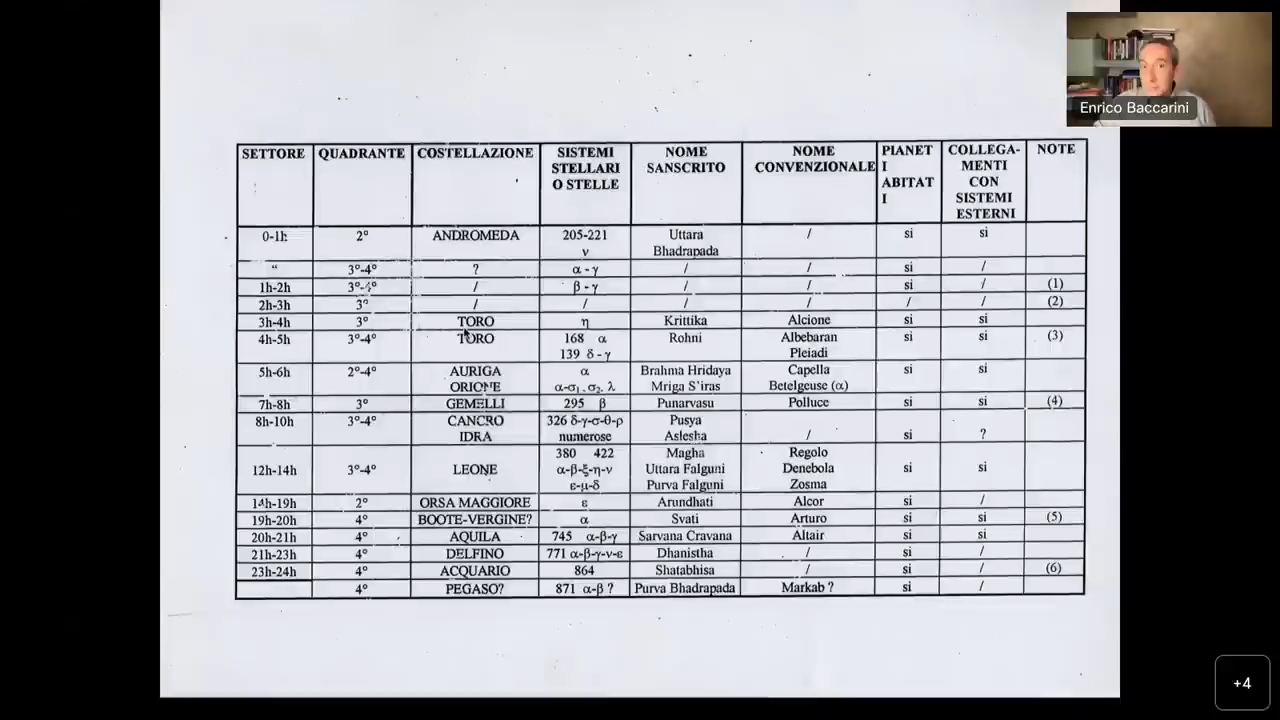 Enrico Baccarini
SETTORE QUADRANTE COSTELLAZIONE SISTEMI STELLARI O STELLE NOME SANSCRITO NOME CONVENZIONALE PIANETI ABITATI COLLEGA-MENTI CON SISTEMI ESTERNI NOTE
0-1h 2° ANDROMEDA 205-221 ν Uttara Bhadrapada / si si
“ 3°-4° ? α - γ / / si /
1h-2h 3°-4° / β - γ / / si / (1)
2h-3h 3° / / / / / / (2)
3h-4h 3° TORO η Krittika Alcione si si
4h-5h 3°-4° TORO 168 α Rohni Albebaran si si (3)
139 δ - γ Pleiadi
5h-6h 2°-4° AURIGA α Brahma Hridaya Capella si si
ORIONE α-σ1, σ2, λ Mriga S'iras Betelgeuse (α)
7h-8h 3° GEMELLI 295 β Punarvasu Polluce si si (4)
8h-10h 3°-4° CANCRO 326 δ-γ-σ-θ-ρ Pusya
IDRA numerose Aslesha / si ?
380 422 Magha Regolo
12h-14h 3°-4° LEONE α-β-ξ-η-ν Uttara Falguni Denebola si si
ε-μ-δ Purva Falguni Zosma
14h-19h 2° ORSA MAGGIORE ε Arundhati Alcor si /
19h-20h 4° BOOTE-VERGINE? α Svati Arturo si si (5)
20h-21h 4° AQUILA 745 α-β-γ Sarvana Cravana Altair si si
21h-23h 4° DELFINO 771 α-β-γ-ν-ε Dhanistha / si /
23h-24h 4° ACQUARIO 864 Shatabhisa / si / (6)
4° PEGASO? 871 α-β ? Purva Bhadrapada Markab ? si /
+4